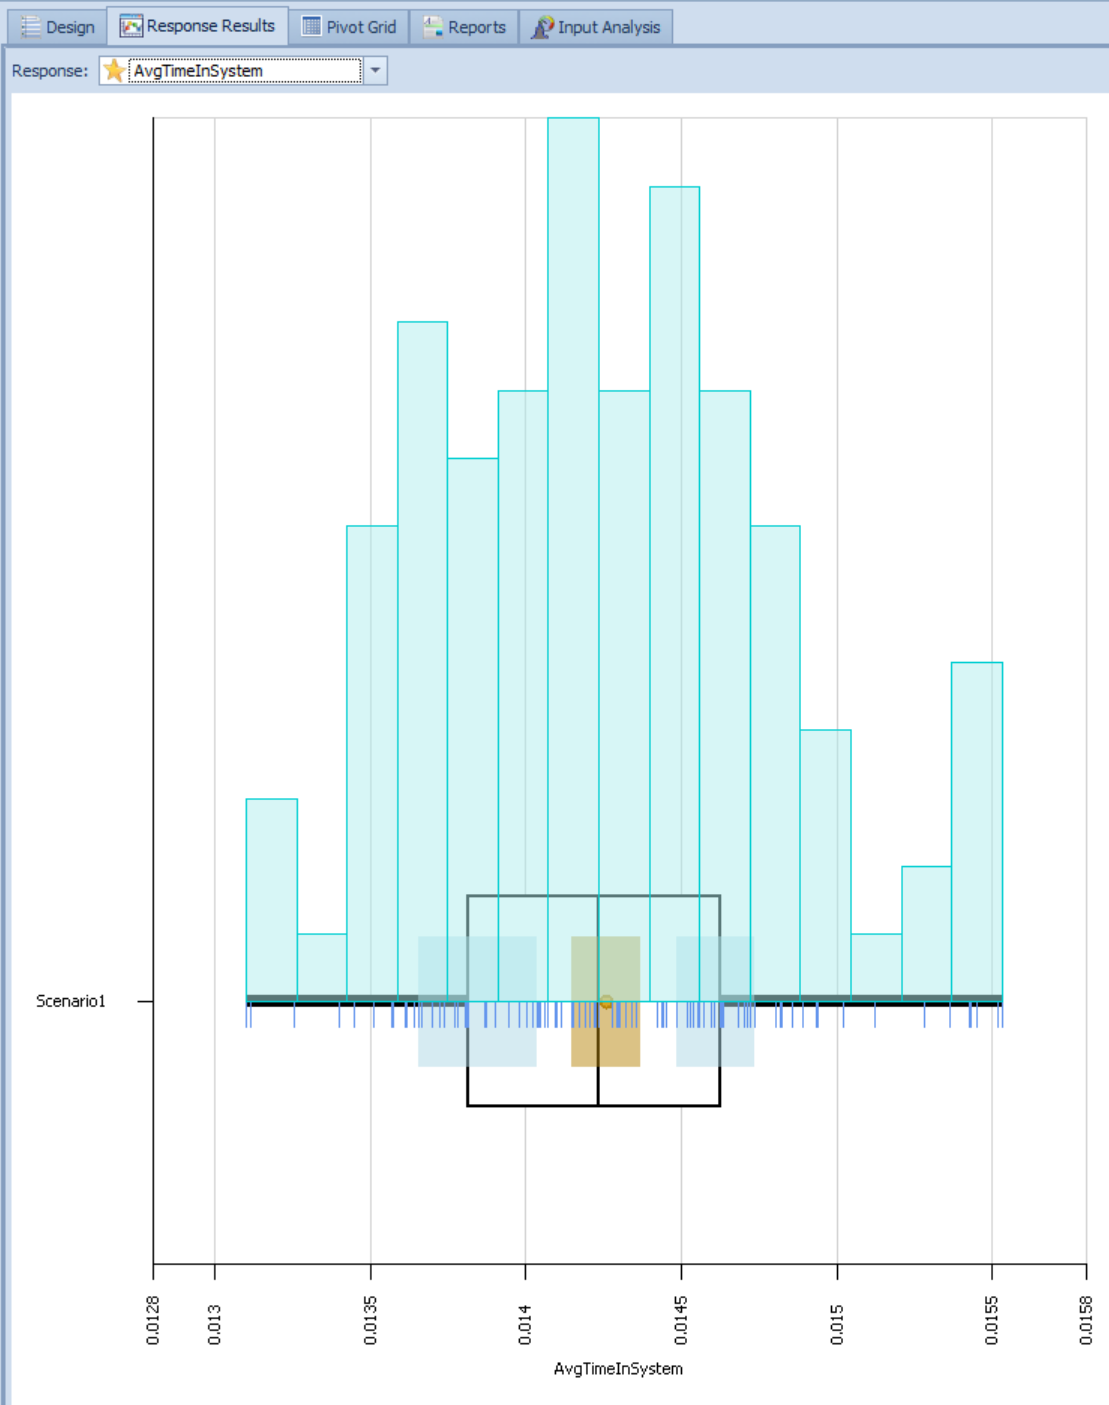 Design Response Results Pivot Grid Reports Input Analysis
Response: AvgTimeInSystem
Scenario1
0.0128 0.013 0.0135 0.014 0.0145 0.015 0.0155 0.0158
AvgTimeInSystem